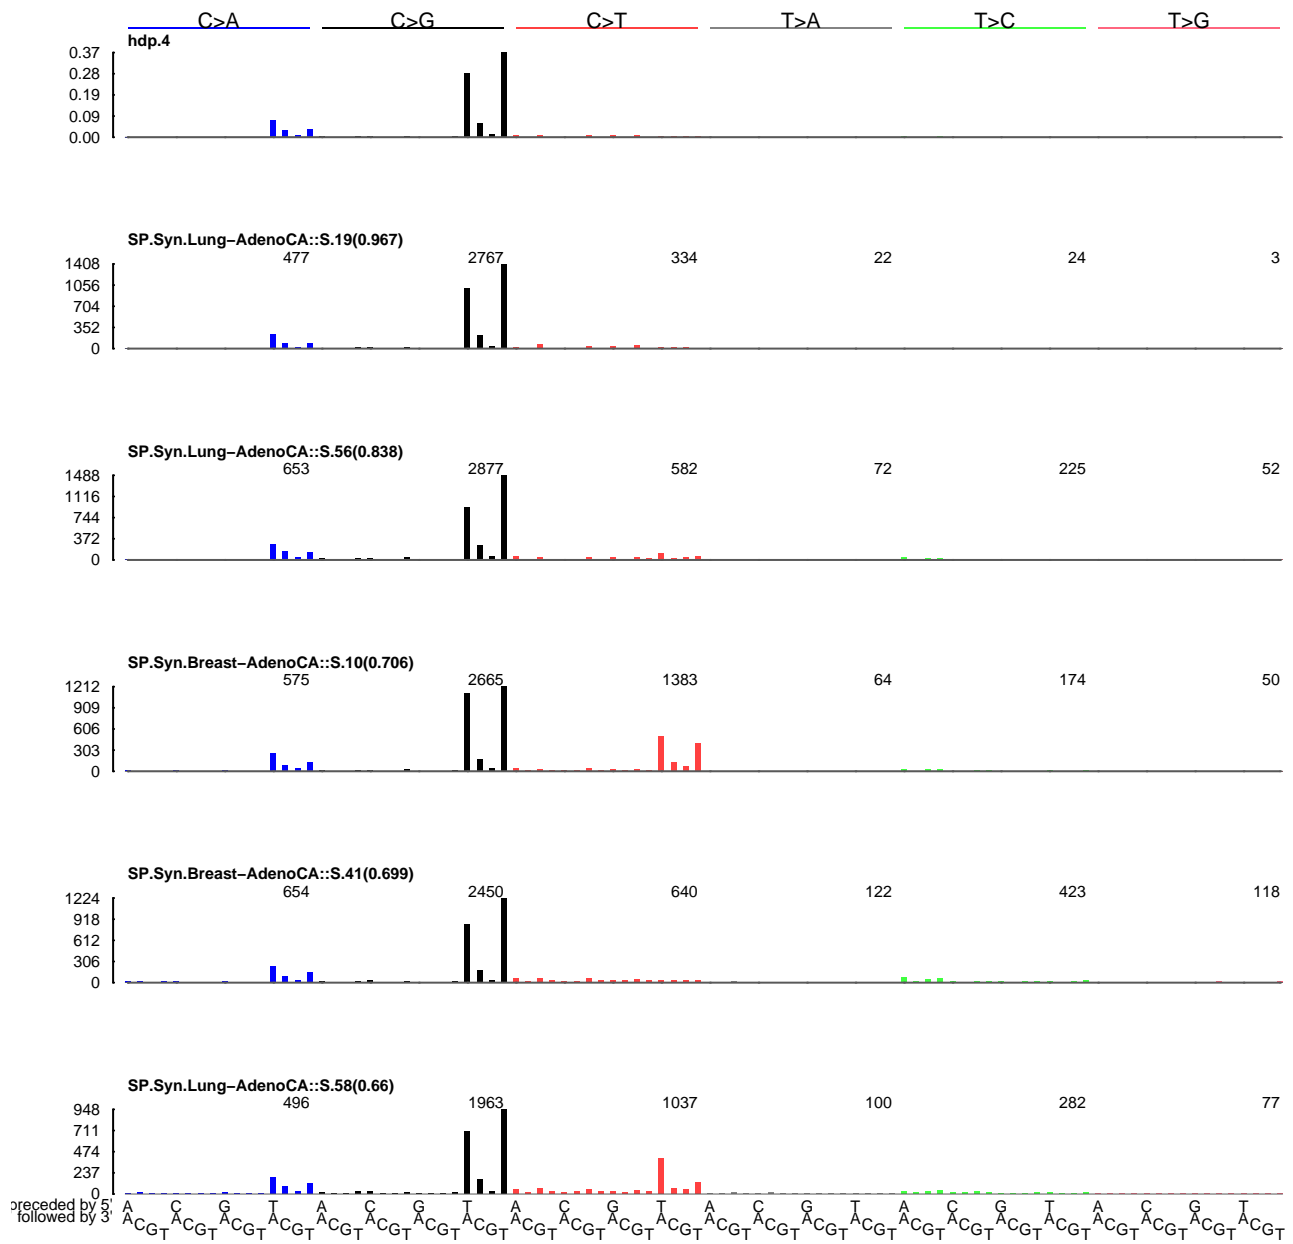 C>A C>G C>T T>A T>C T>G
hdp.4
0.37
0.28
0.19
0.09
0.00
SP.Syn.Lung−AdenoCA::S.19(0.967)
477 2767 334 22 24 3
1408
1056
704
352
0
SP.Syn.Lung−AdenoCA::S.56(0.838)
653 2877 582 72 225 52
1488
1116
744
372
0
SP.Syn.Breast−AdenoCA::S.10(0.706)
575 2665 1383 64 174 50
1212
909
606
303
0
SP.Syn.Breast−AdenoCA::S.41(0.699)
654 2450 640 122 423 118
1224
918
612
306
0
SP.Syn.Lung−AdenoCA::S.58(0.66)
496 1963 1037 100 282 77
948
711
474
237
0
preceded by 5' A C G T A C G T A C G T A C G T A C G T A C G T
followed by 3' A C G T A C G T A C G T A C G T A C G T A C G T A C G T A C G T A C G T A C G T A C G T A C G T A C G T A C G T A C G T A C G T A C G T A C G T A C G T A C G T A C G T A C G T A C G T A C G T